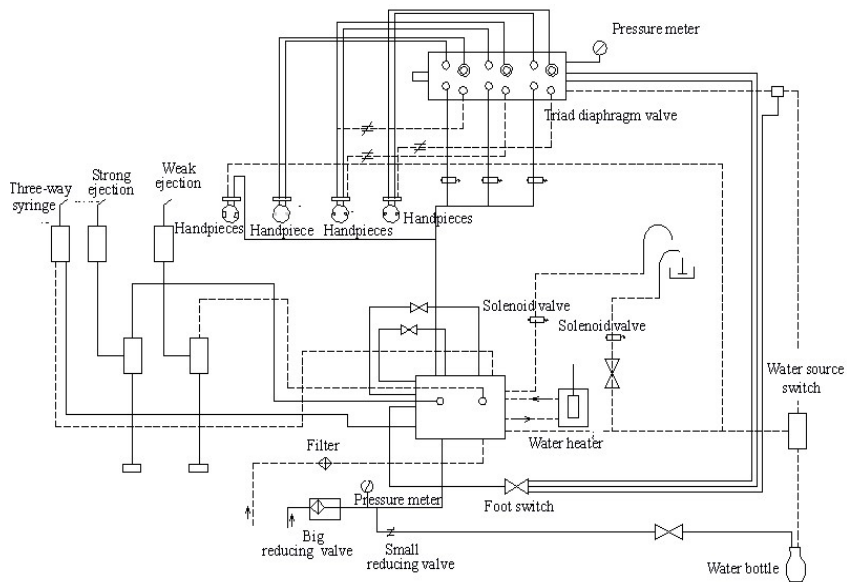 Pressure meter
Triad diaphragm valve
Weak
ejection
Strong
ejection
Three-way
syringe
Handpieces
Handpiece
Handpieces
Handpieces
Solenoid valve
Solenoid valve
Water source
switch
Water heater
Filter
Pressure meter
Foot switch
Big
reducing valve
Small
reducing valve
Water bottle